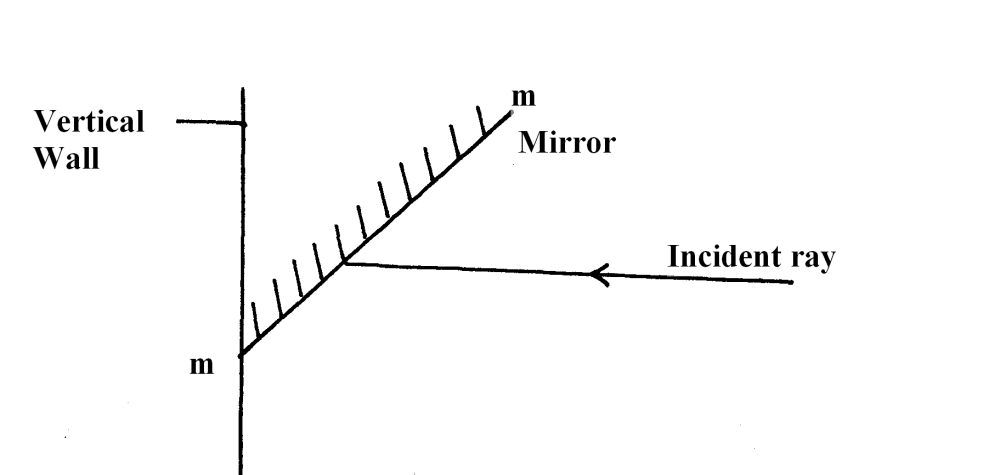 m
Vertical
Wall
Mirror
Incident ray
m